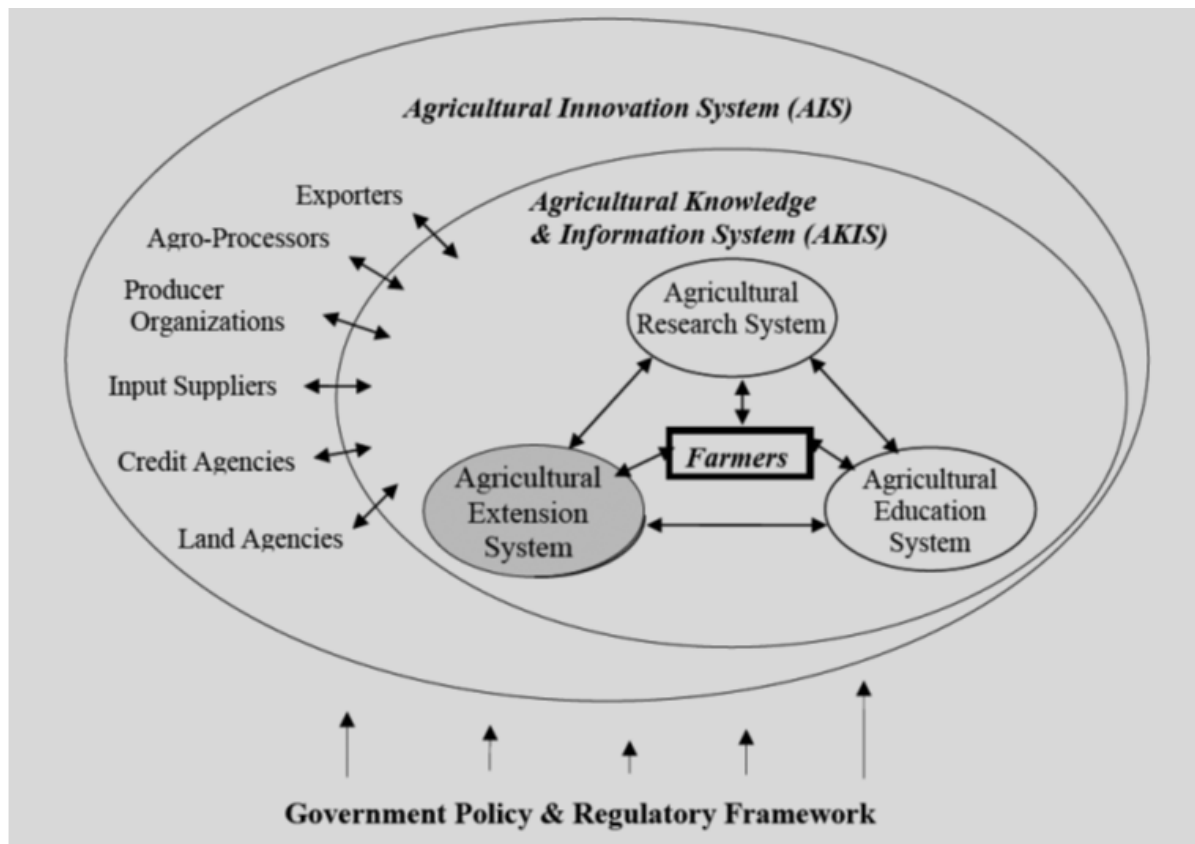 Agricultural Innovation System (AIS)
Exporters
Agricultural Knowledge
& Information System (AKIS)
Agro-Processors
Producer
Organizations
Agricultural
Research System
Input Suppliers
Credit Agencies
Farmers
Agricultural
Extension
System
Agricultural
Education
System
Land Agencies
Government Policy & Regulatory Framework